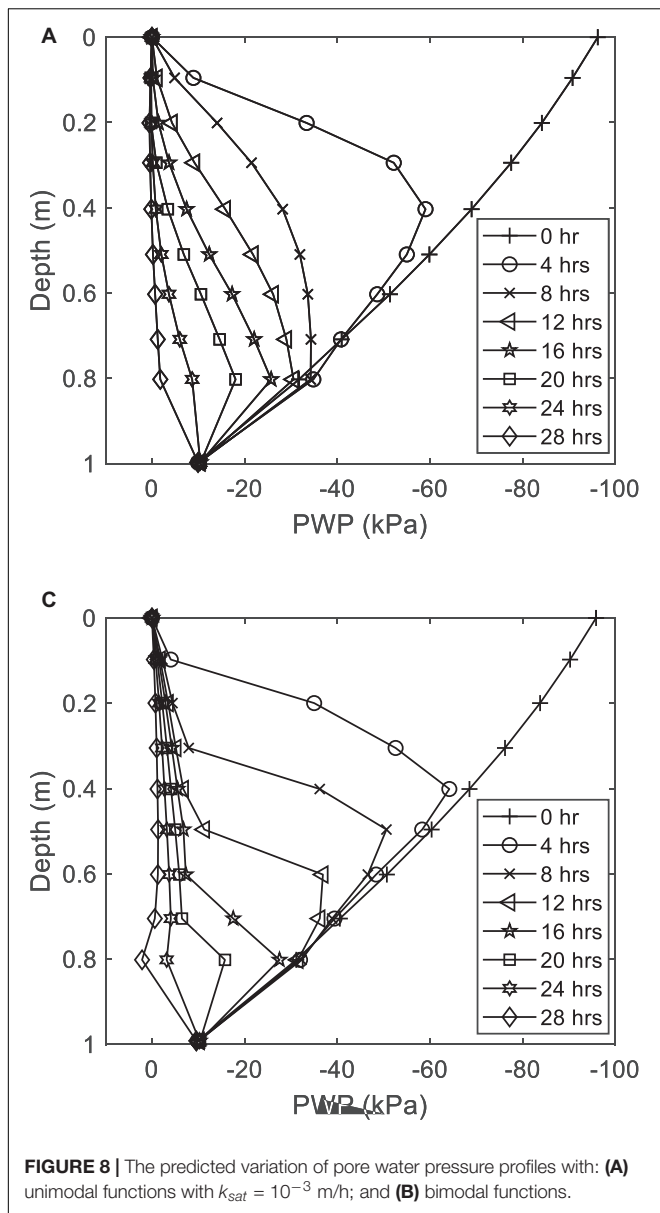 A
0
0.2
0.4
0.6
0.8
1
Depth (m)
0 hr
4 hrs
8 hrs
12 hrs
16 hrs
20 hrs
24 hrs
28 hrs
0 -20 -40 -60 -80 -100
PWP (kPa)
C
0
0.2
0.4
0.6
0.8
1
Depth (m)
0 hr
4 hrs
8 hrs
12 hrs
16 hrs
20 hrs
24 hrs
28 hrs
0 -20 -40 -60 -80 -100
PWP (kPa)
FIGURE 8 | The predicted variation of pore water pressure profiles with: (A)
unimodal functions with k_sat = 10⁻³ m/h; and (B) bimodal functions.